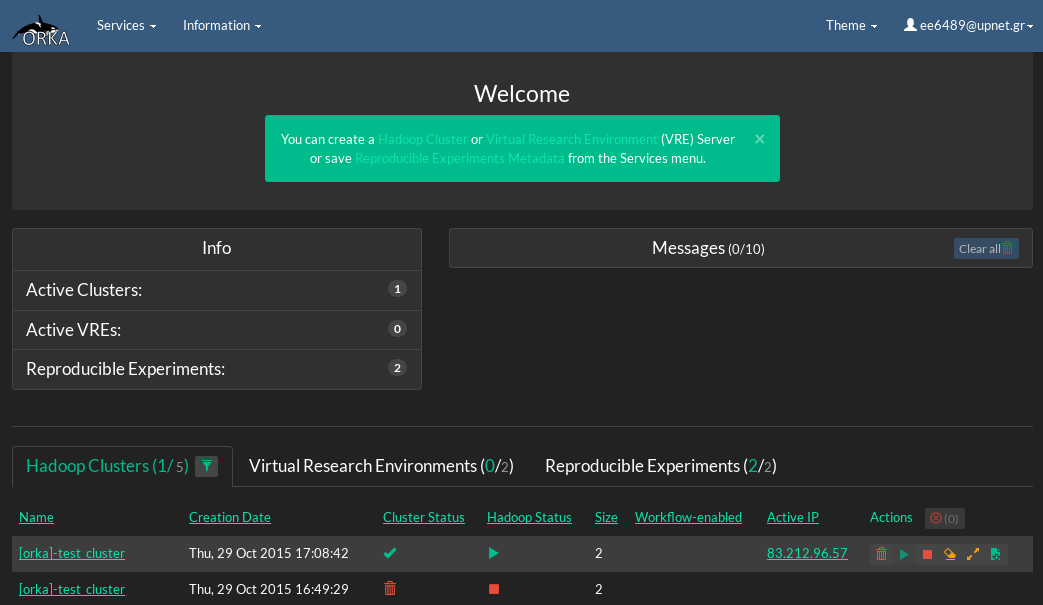 ORKA Services Information Theme ee6489@upnet.gr
Welcome
You can create a Hadoop Cluster or Virtual Research Environment (VRE) Server ×
or save Reproducible Experiments Metadata from the Services menu.
Info
Active Clusters: 1
Active VREs: 0
Reproducible Experiments: 2
Messages (0/10) Clear all
Hadoop Clusters (1/ 5) Virtual Research Environments (0/2) Reproducible Experiments (2/2)
Name Creation Date Cluster Status Hadoop Status Size Workflow-enabled Active IP Actions (0)
[orka]-test_cluster Thu, 29 Oct 2015 17:08:42 2 83.212.96.57
[orka]-test_cluster Thu, 29 Oct 2015 16:49:29 2